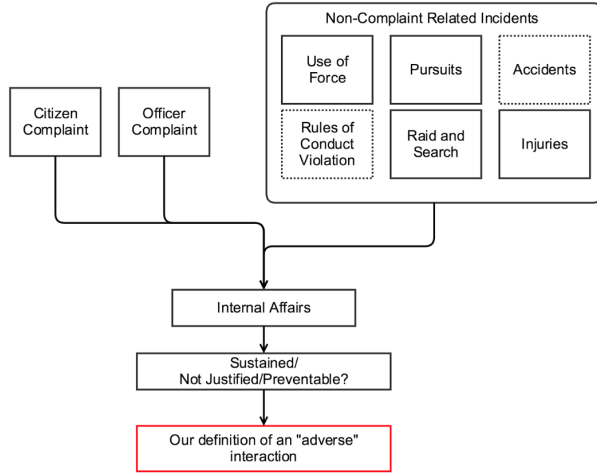 Non-Complaint Related Incidents
Use of
Force
Pursuits
Accidents
Citizen
Complaint
Officer
Complaint
Rules of
Conduct
Violation
Raid and
Search
Injuries
Internal Affairs
Sustained/
Not Justified/Preventable?
Our definition of an "adverse"
interaction